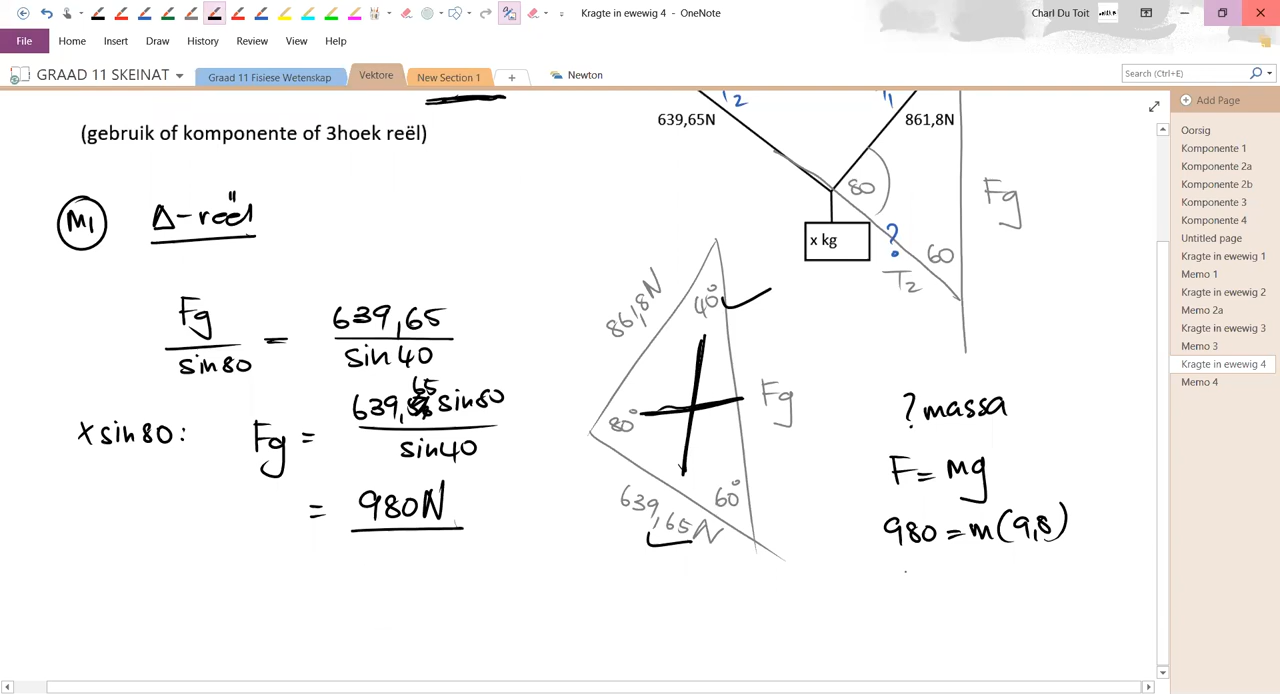 Kragte in ewewig 4 - OneNote
Charl Du Toit
File Home Insert Draw History Review View Help
GRAAD 11 SKEINAT
Graad 11 Fisiese Wetenskap
Vektore
New Section 1
+
Newton
Search (Ctrl+E)
Add Page
Oorsig
Komponente 1
Komponente 2a
Komponente 2b
Komponente 3
Komponente 4
Untitled page
Kragte in ewewig 1
Memo 1
Kragte in ewewig 2
Memo 2a
Kragte in ewewig 3
Memo 3
Kragte in ewewig 4
Memo 4
(gebruik of komponente of 3hoek reël)
M1 Δ-reël
Fg/sin80 = 639,65/sin40
x sin80: Fg = 639,65 sin80/sin40
= 980N
T2
T1
639,65N
861,8N
80
Fg
x kg
?
60
T2
861,8N
40°
80°
Fg
60°
639,65N
? massa
F = mg
980 = m(9,8)